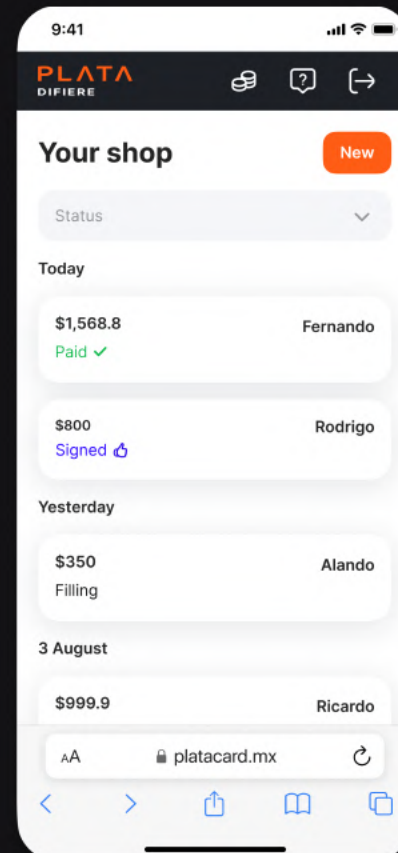 9:41
PLATA
DIFIERE
?
Your shop
New
Status
Today
$1,568.8
Fernando
Paid
$800
Rodrigo
Signed
Yesterday
$350
Alando
Filling
3 August
$999.9
Ricardo
AA
platacard.mx